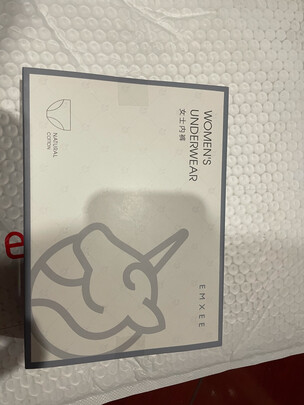 WOMEN'S
UNDERWEAR
女士内裤
NATURAL
COTTON
EMXEE
e